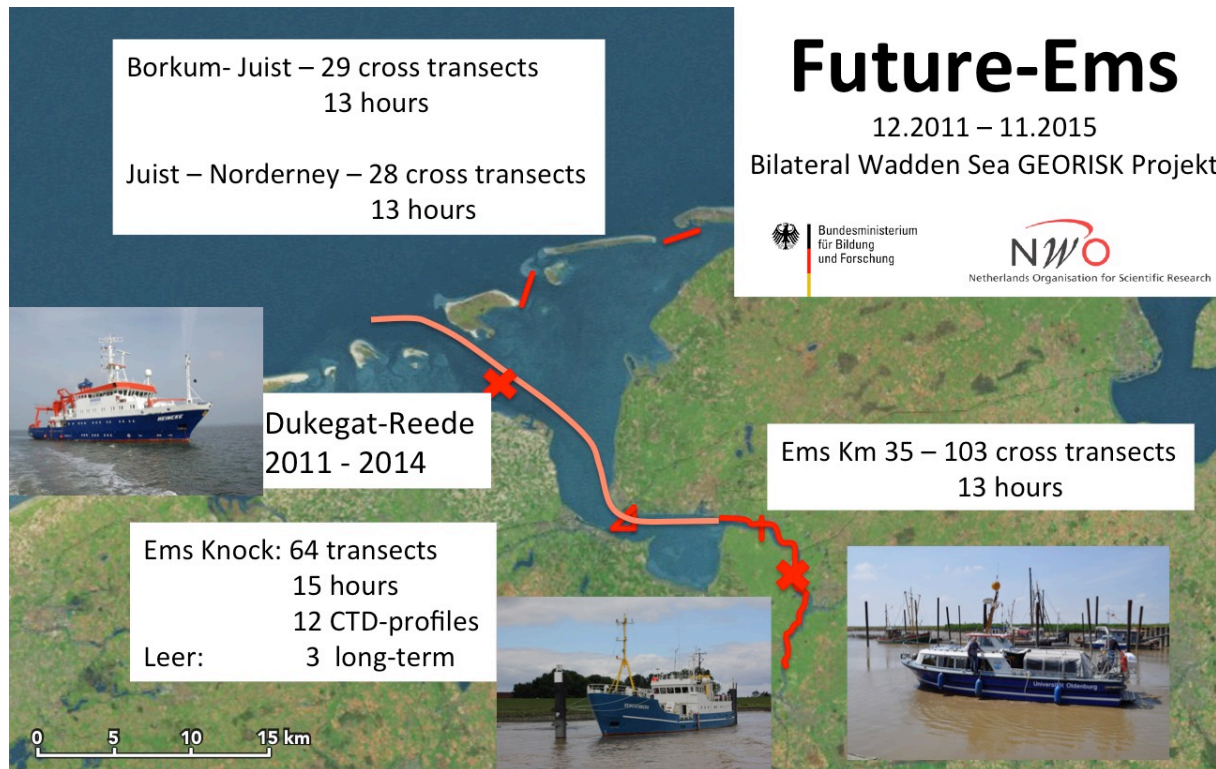 Borkum- Juist – 29 cross transects
13 hours
Juist – Norderney – 28 cross transects
13 hours
Future-Ems
12.2011 – 11.2015
Bilateral Wadden Sea GEORISK Projekt
Bundesministerium
für Bildung
und Forschung
NWO
Netherlands Organisation for Scientific Research
HEINCKE
Dukegat-Reede
2011 - 2014
Ems Km 35 – 103 cross transects
13 hours
Ems Knock: 64 transects
15 hours
12 CTD-profiles
Leer: 3 long-term
Universität Oldenburg
0 5 10 15 km